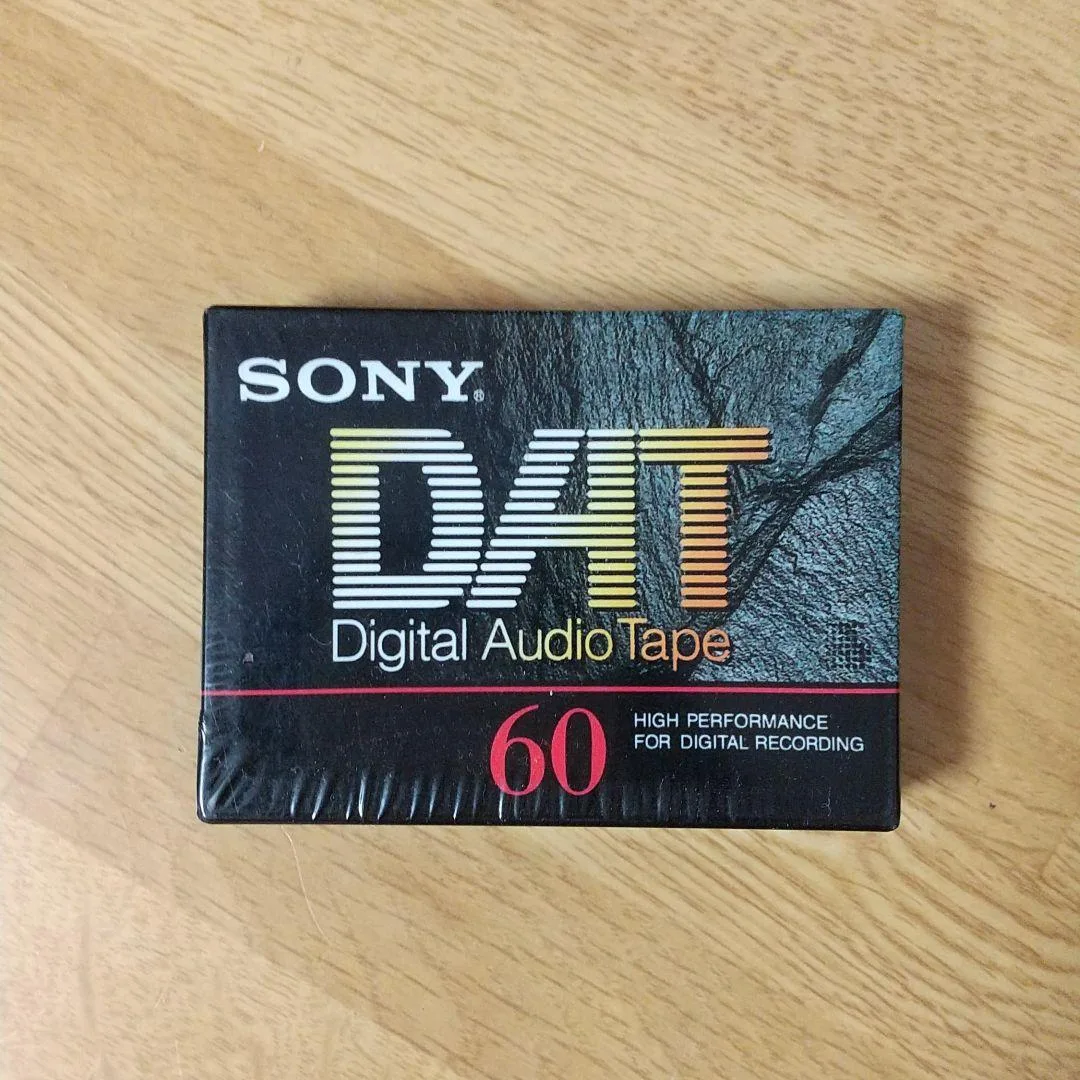 SONY®
DAT
Digital Audio Tape
60
HIGH PERFORMANCE
FOR DIGITAL RECORDING